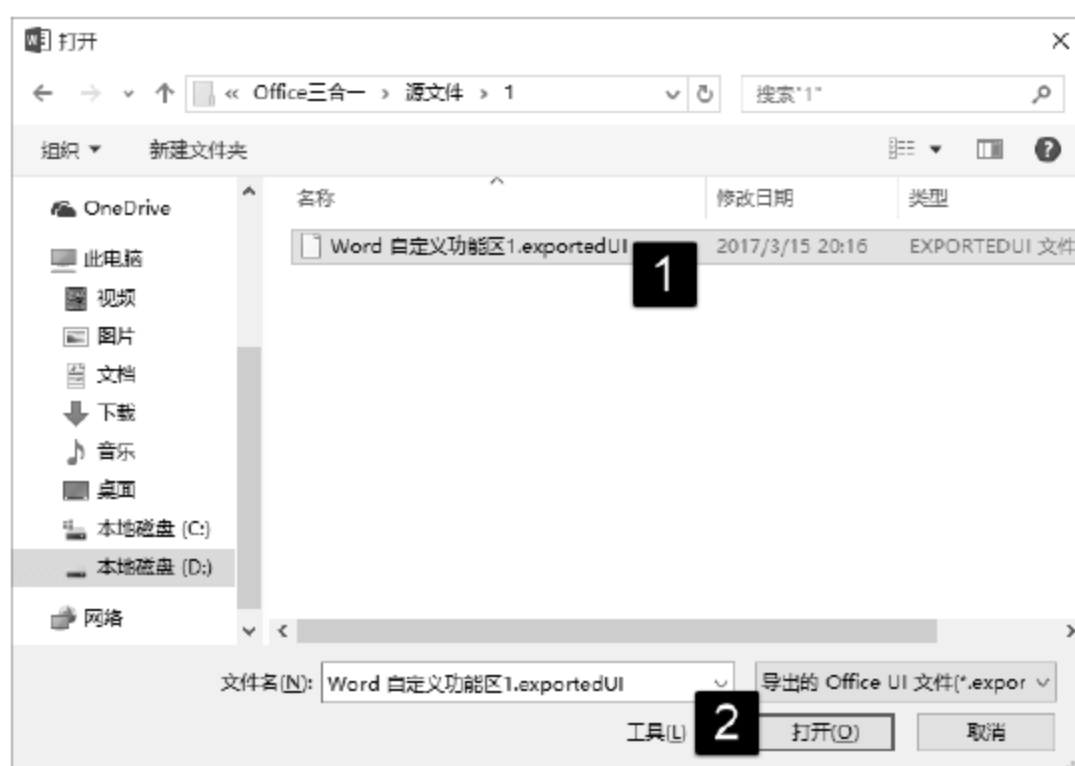 打开
« Office三合一 › 源文件 › 1
搜索"1"
组织
新建文件夹
名称
修改日期
类型
OneDrive
此电脑
视频
图片
文档
下载
音乐
桌面
本地磁盘 (C:)
本地磁盘 (D:)
网络
Word 自定义功能区1.exportedUI
1
2017/3/15 20:16
EXPORTEDUI 文件
文件名(N):
Word 自定义功能区1.exportedUI
导出的 Office UI 文件(*.expor
工具(L)
2
打开(O)
取消